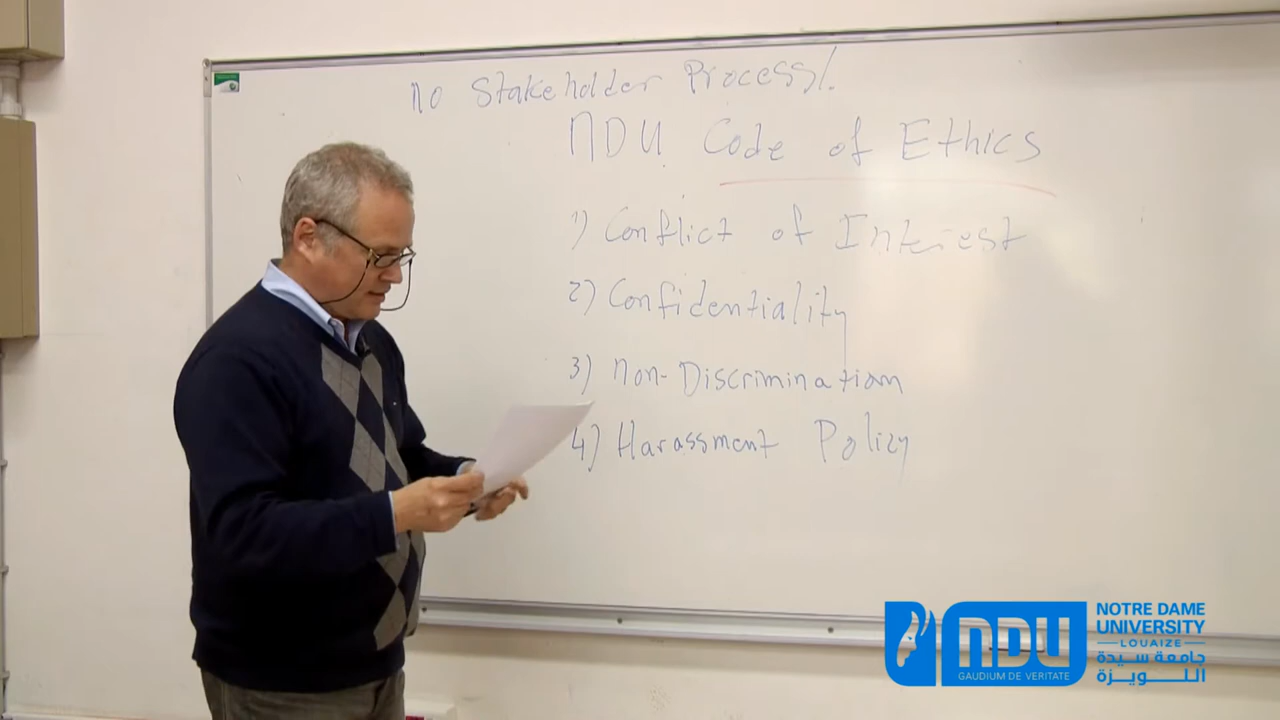 no Stakeholder Process/.
NDU Code of Ethics
1) Conflict of Interest
2) Confidentiality
3) Non-Discrimination
4) Harassment Policy
NDU
GAUDIUM DE VERITATE
NOTRE DAME
UNIVERSITY
LOUAIZE
جامعة سيدة
اللويزة